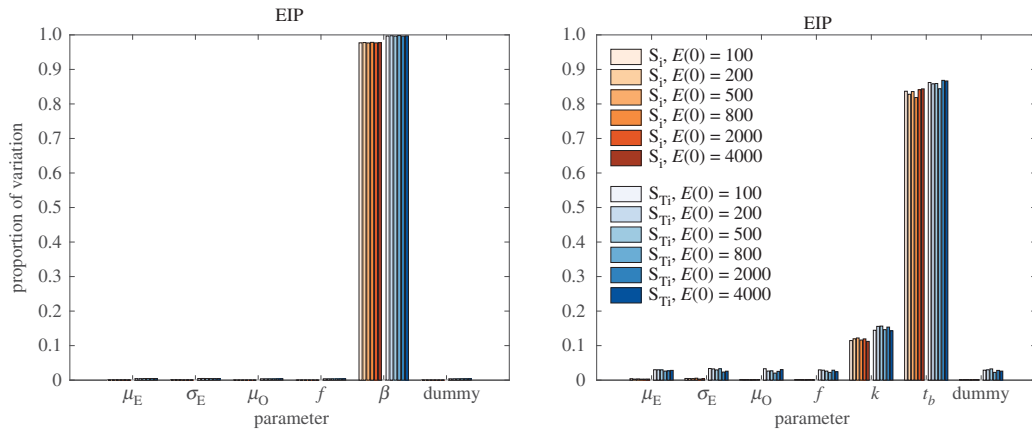 EIP
1.0
0.9
0.8
0.7
0.6
0.5
0.4
0.3
0.2
0.1
0
proportion of variation
μE σE μO f β dummy
parameter
EIP
1.0
0.9
0.8
0.7
0.6
0.5
0.4
0.3
0.2
0.1
0
Si, E(0) = 100
Si, E(0) = 200
Si, E(0) = 500
Si, E(0) = 800
Si, E(0) = 2000
Si, E(0) = 4000
STi, E(0) = 100
STi, E(0) = 200
STi, E(0) = 500
STi, E(0) = 800
STi, E(0) = 2000
STi, E(0) = 4000
μE σE μO f k tb dummy
parameter